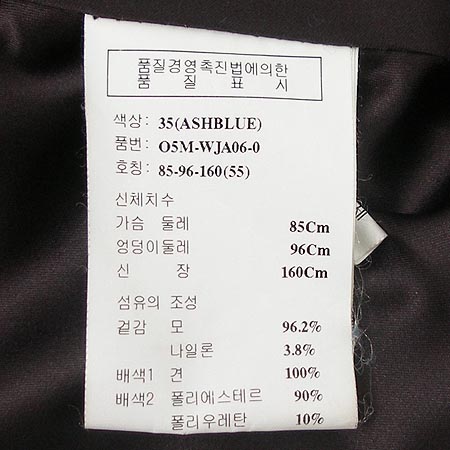 품질경영촉진법에의한
품 질 표 시
색상: 35(ASHBLUE)
품번: O5M-WJA06-0
호칭: 85-96-160(55)
신체치수
가슴 둘레 85Cm
엉덩이둘레 96Cm
신 장 160Cm
섬유의 조성
겉감 모 96.2%
나일론 3.8%
배색1 견 100%
배색2 폴리에스테르 90%
폴리우레탄 10%